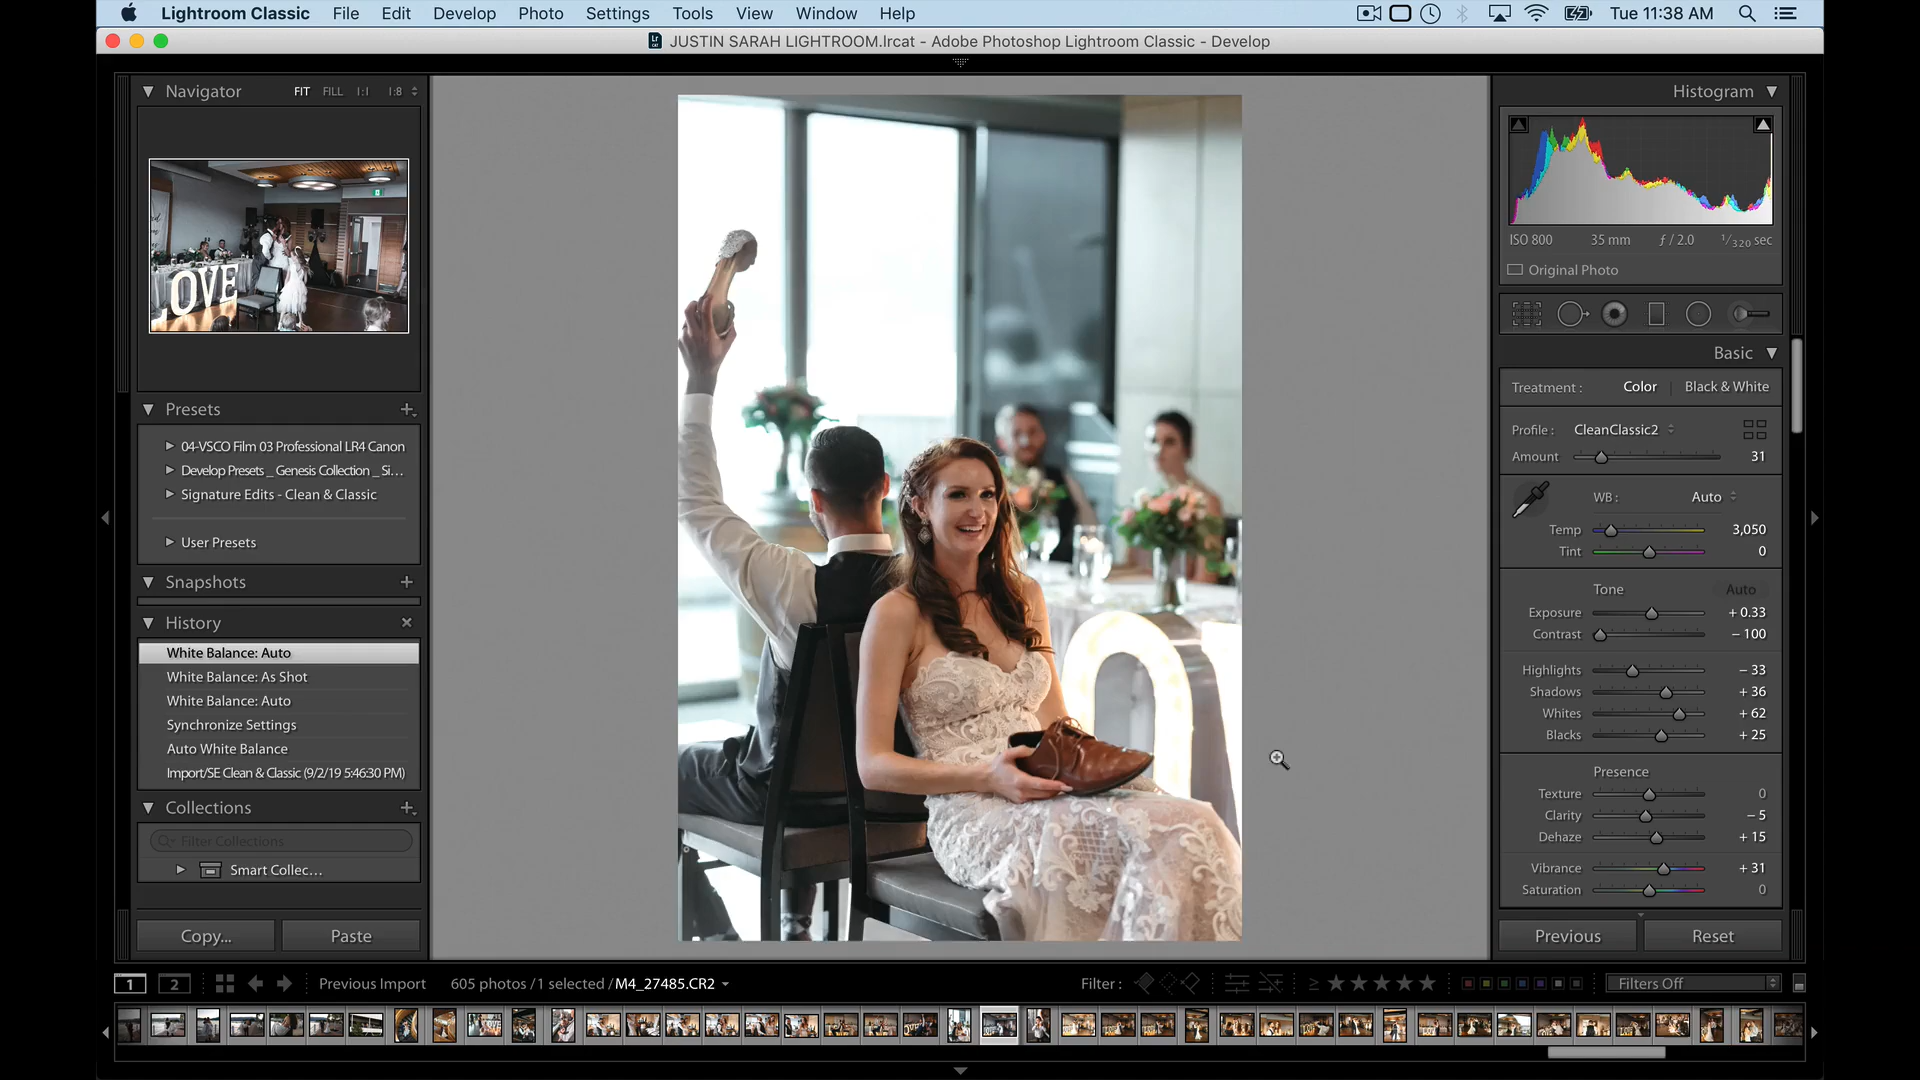 Lightroom Classic File Edit Develop Photo Settings Tools View Window Help Tue 11:38 AM
JUSTIN SARAH LIGHTROOM.lrcat - Adobe Photoshop Lightroom Classic - Develop
Navigator FIT FILL 1:1 1:8
OVE
Presets
04-VSCO Film 03 Professional LR4 Canon
Develop Presets _ Genesis Collection _ Si...
Signature Edits - Clean & Classic
User Presets
Snapshots
History
White Balance: Auto
White Balance: As Shot
White Balance: Auto
Synchronize Settings
Auto White Balance
Import/SE Clean & Classic (9/2/19 5:46:30 PM)
Collections
Filter Collections
Smart Collec...
Copy... Paste
Histogram
ISO 800 35 mm ƒ / 2.0 1/320 sec
Original Photo
Basic
Treatment : Color Black & White
Profile : CleanClassic2
Amount 31
WB : Auto
Temp 3,050
Tint 0
Tone Auto
Exposure + 0.33
Contrast – 100
Highlights – 33
Shadows + 36
Whites + 62
Blacks + 25
Presence
Texture 0
Clarity – 5
Dehaze + 15
Vibrance + 31
Saturation 0
Previous Reset
1 2 Previous Import 605 photos / 1 selected / M4_27485.CR2 Filter : ≥ Filters Off